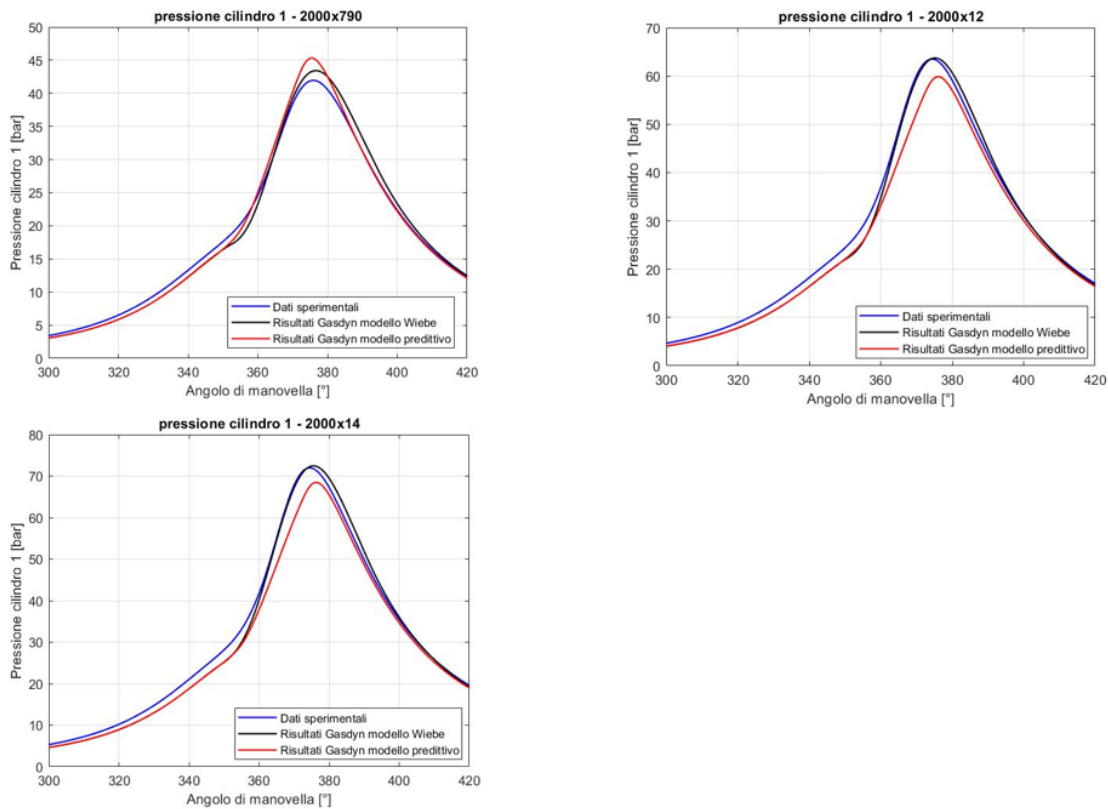 pressione cilindro 1 - 2000x790
50
45
40
35
30
25
20
15
10
5
0
Pressione cilindro 1 [bar]
300 320 340 360 380 400 420
Angolo di manovella [°]
Dati sperimentali
Risultati Gasdyn modello Wiebe
Risultati Gasdyn modello predittivo
pressione cilindro 1 - 2000x12
70
60
50
40
30
20
10
0
Pressione cilindro 1 [bar]
300 320 340 360 380 400 420
Angolo di manovella [°]
Dati sperimentali
Risultati Gasdyn modello Wiebe
Risultati Gasdyn modello predittivo
pressione cilindro 1 - 2000x14
80
70
60
50
40
30
20
10
0
Pressione cilindro 1 [bar]
300 320 340 360 380 400 420
Angolo di manovella [°]
Dati sperimentali
Risultati Gasdyn modello Wiebe
Risultati Gasdyn modello predittivo